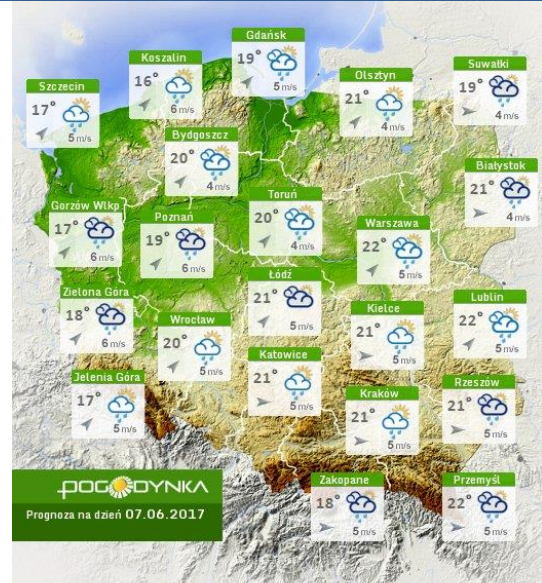 Gdańsk
19°
5 m/s
Koszalin
16°
6 m/s
Suwałki
19°
4 m/s
Olsztyn
21°
4 m/s
Szczecin
17°
5 m/s
Bydgoszcz
20°
4 m/s
Białystok
21°
4 m/s
Toruń
20°
4 m/s
Gorzów Wlkp
17°
6 m/s
Poznań
19°
6 m/s
Warszawa
22°
5 m/s
Łódź
21°
5 m/s
Zielona Góra
18°
6 m/s
Lublin
22°
5 m/s
Kielce
21°
5 m/s
Wrocław
20°
5 m/s
Katowice
21°
5 m/s
Jelenia Góra
17°
5 m/s
Rzeszów
21°
5 m/s
Kraków
21°
5 m/s
Zakopane
18°
5 m/s
Przemyśl
22°
5 m/s
POGODYNKA
Prognoza na dzień 07.06.2017